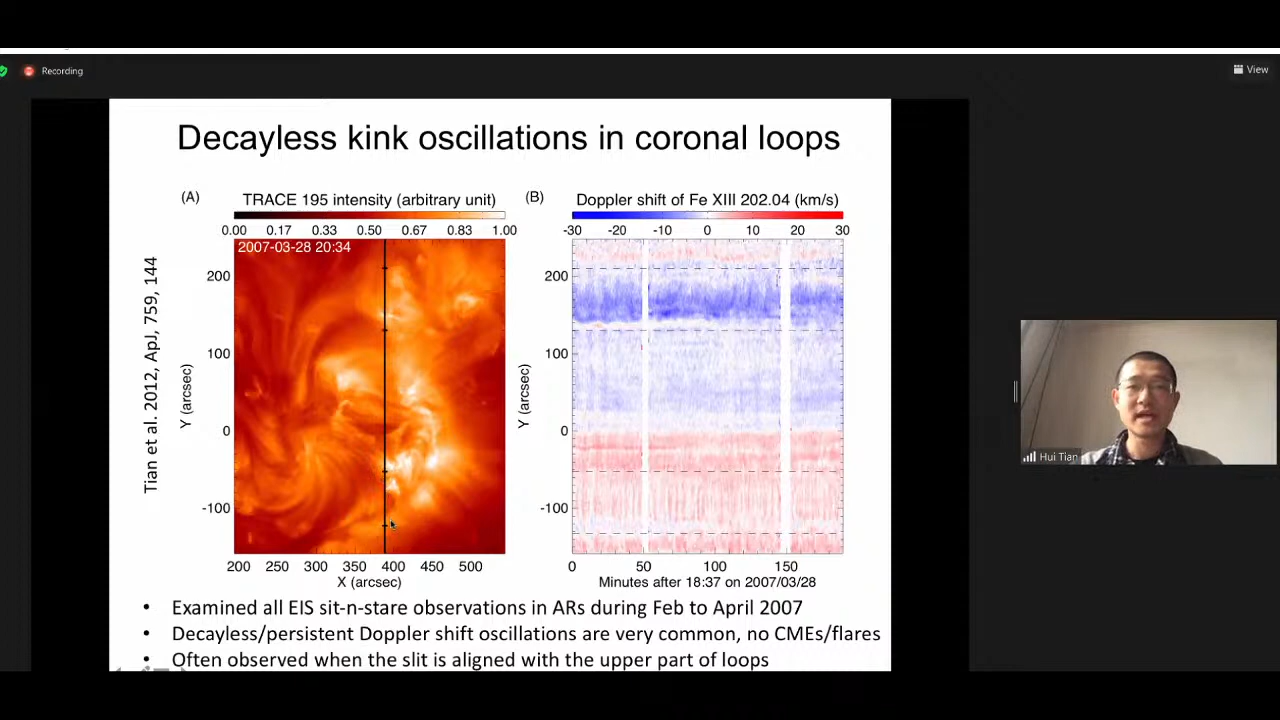 Recording
View
Decayless kink oscillations in coronal loops
Tian et al. 2012, ApJ, 759, 144
(A)
TRACE 195 intensity (arbitrary unit)
0.00 0.17 0.33 0.50 0.67 0.83 1.00
2007-03-28 20:34
200
100
0
-100
Y (arcsec)
200 250 300 350 400 450 500
X (arcsec)
(B)
Doppler shift of Fe XIII 202.04 (km/s)
-30 -20 -10 0 10 20 30
200
100
0
-100
Y (arcsec)
0 50 100 150
Minutes after 18:37 on 2007/03/28
Hui Tian
• Examined all EIS sit-n-stare observations in ARs during Feb to April 2007
• Decayless/persistent Doppler shift oscillations are very common, no CMEs/flares
• Often observed when the slit is aligned with the upper part of loops